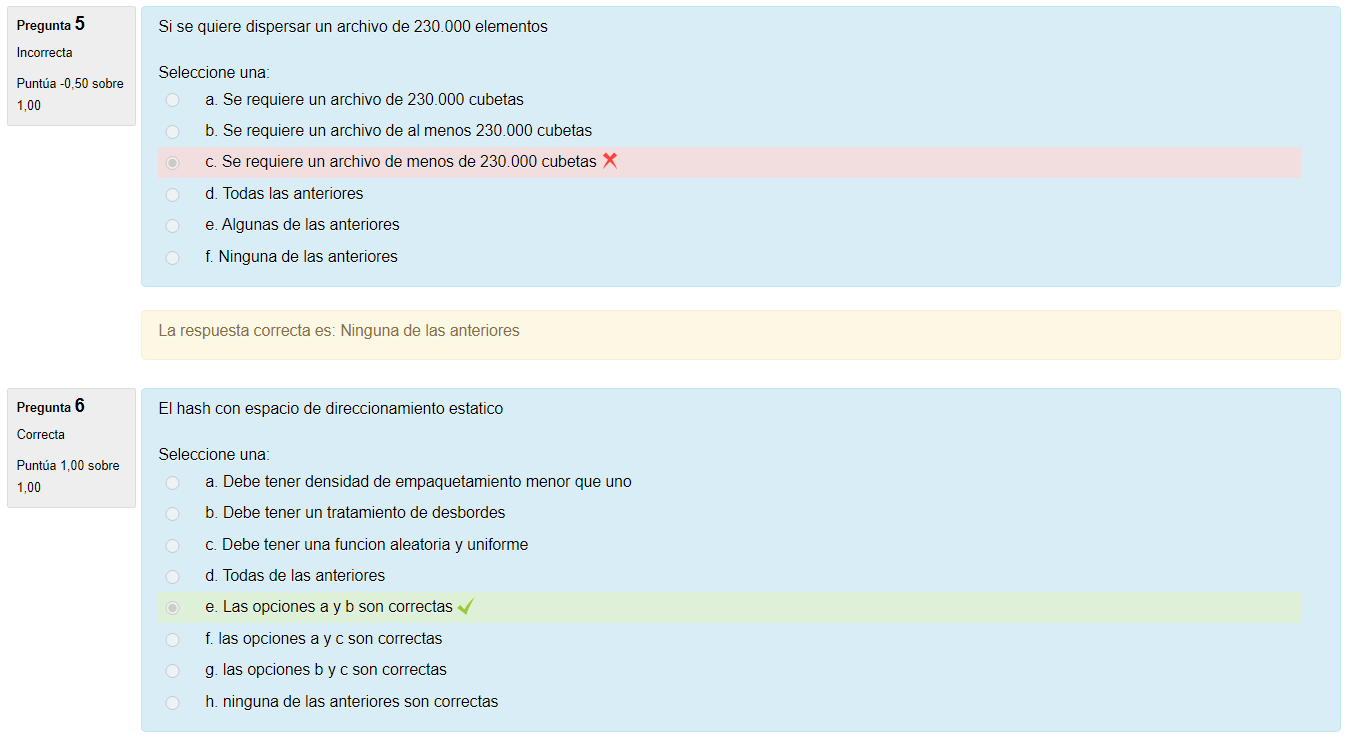 Pregunta 5
Incorrecta
Puntúa -0,50 sobre
1,00
Si se quiere dispersar un archivo de 230.000 elementos
Seleccione una:
a. Se requiere un archivo de 230.000 cubetas
b. Se requiere un archivo de al menos 230.000 cubetas
c. Se requiere un archivo de menos de 230.000 cubetas
d. Todas las anteriores
e. Algunas de las anteriores
f. Ninguna de las anteriores
La respuesta correcta es: Ninguna de las anteriores
Pregunta 6
Correcta
Puntúa 1,00 sobre
1,00
El hash con espacio de direccionamiento estatico
Seleccione una:
a. Debe tener densidad de empaquetamiento menor que uno
b. Debe tener un tratamiento de desbordes
c. Debe tener una funcion aleatoria y uniforme
d. Todas de las anteriores
e. Las opciones a y b son correctas
f. las opciones a y c son correctas
g. las opciones b y c son correctas
h. ninguna de las anteriores son correctas